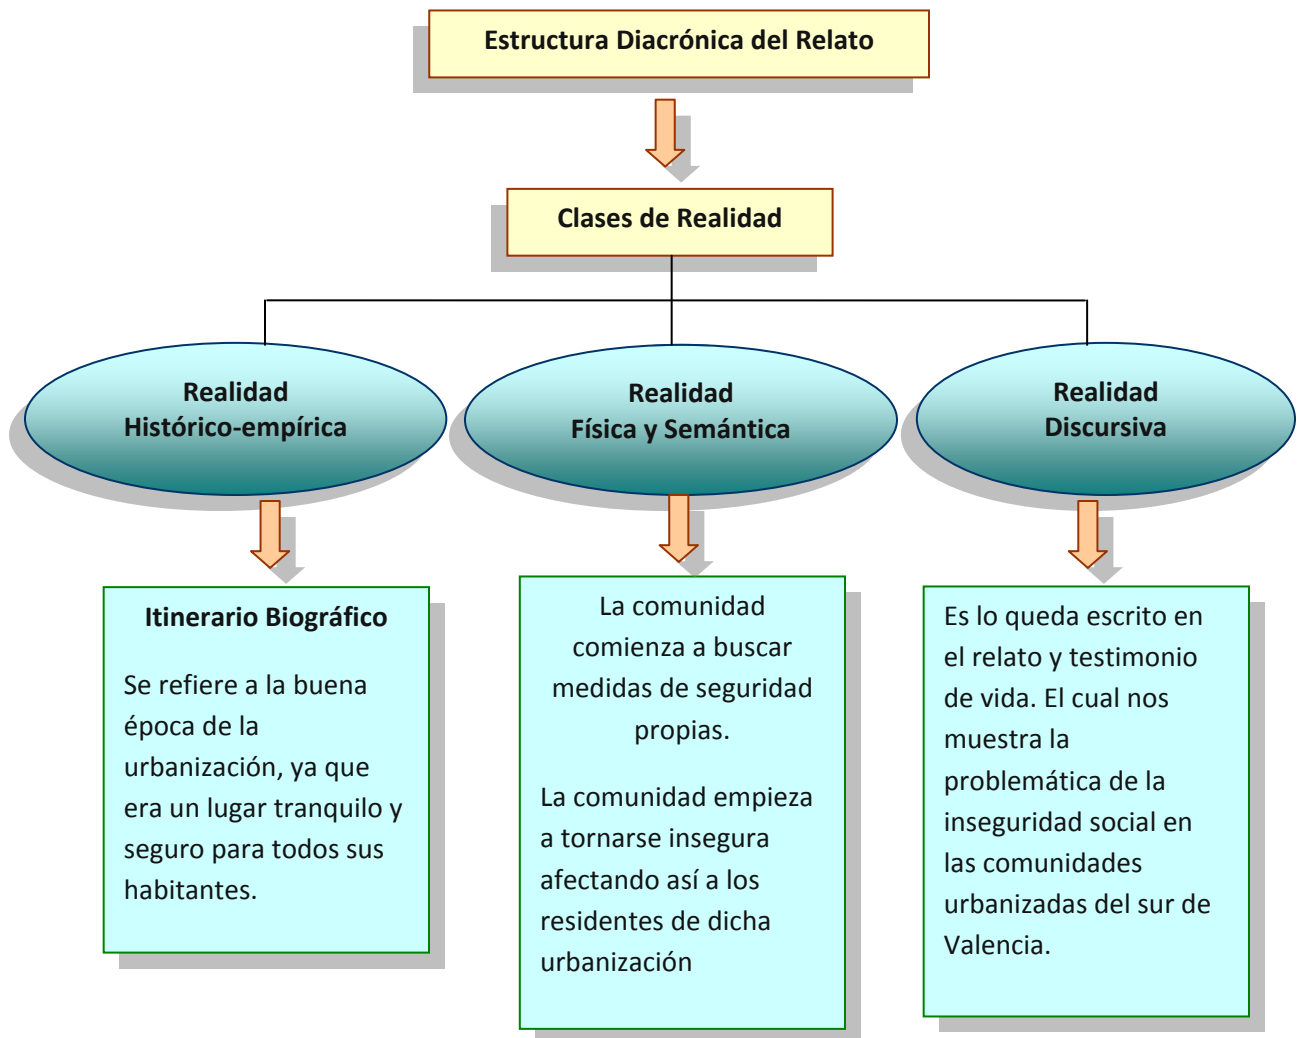 Estructura Diacrónica del Relato
Clases de Realidad
Realidad
Histórico-empírica
Realidad
Física y Semántica
Realidad
Discursiva
Itinerario Biográfico
Se refiere a la buena
época de la
urbanización, ya que
era un lugar tranquilo y
seguro para todos sus
habitantes.
La comunidad
comienza a buscar
medidas de seguridad
propias.
La comunidad empieza
a tornarse insegura
afectando así a los
residentes de dicha
urbanización
Es lo queda escrito en
el relato y testimonio
de vida. El cual nos
muestra la
problemática de la
inseguridad social en
las comunidades
urbanizadas del sur de
Valencia.